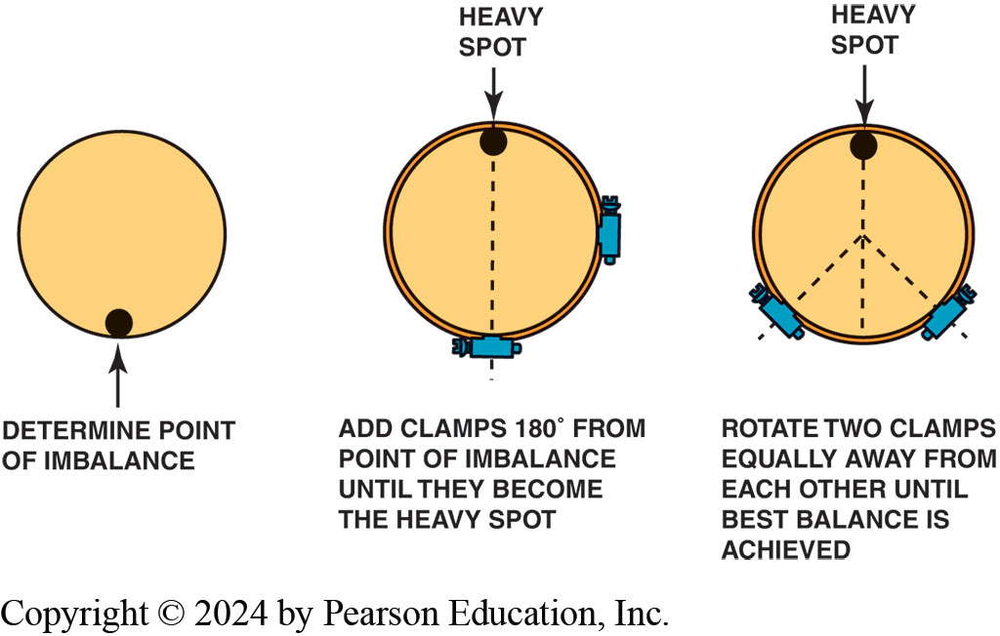 HEAVY
SPOT
HEAVY
SPOT
DETERMINE POINT
OF IMBALANCE
ADD CLAMPS 180° FROM
POINT OF IMBALANCE
UNTIL THEY BECOME
THE HEAVY SPOT
ROTATE TWO CLAMPS
EQUALLY AWAY FROM
EACH OTHER UNTIL
BEST BALANCE IS
ACHIEVED
Copyright © 2024 by Pearson Education, Inc.